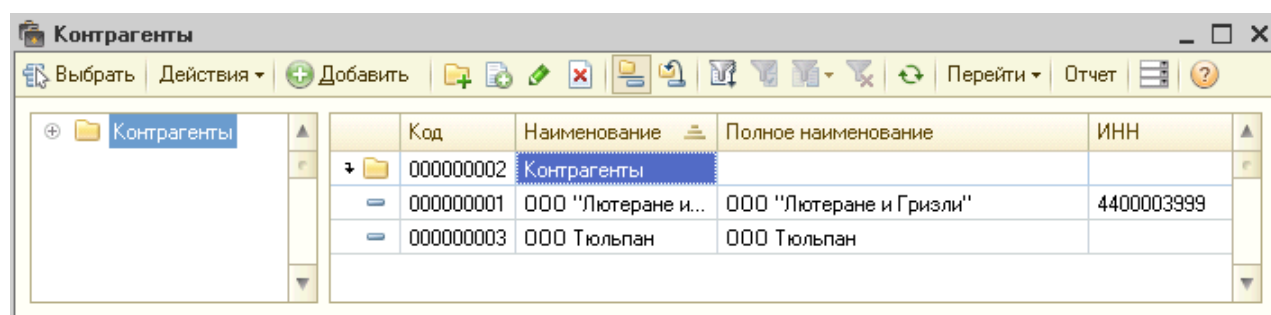 Контрагенты
Выбрать Действия Добавить Перейти Отчет
Контрагенты
Код Наименование Полное наименование ИНН
000000002 Контрагенты
000000001 ООО "Лютеране и... ООО "Лютеране и Гризли" 4400003999
000000003 ООО Тюльпан ООО Тюльпан